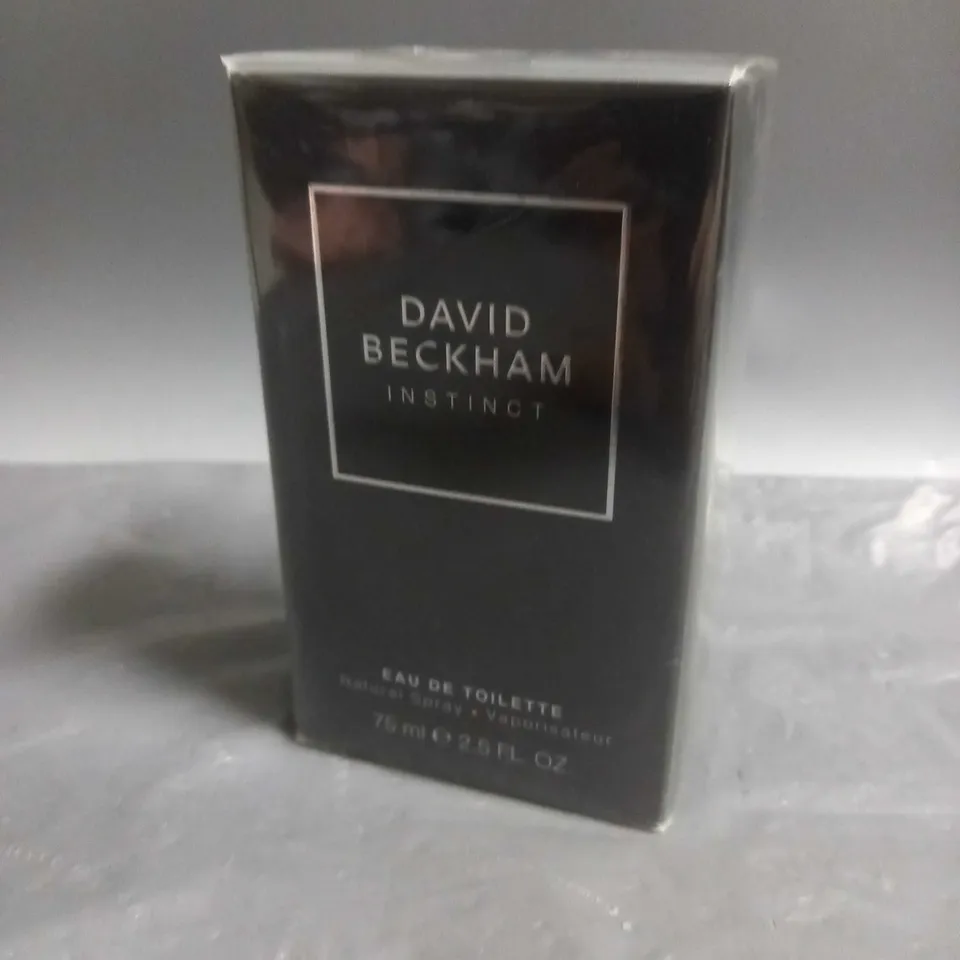 DAVID
BECKHAM
INSTINCT
EAU DE TOILETTE
Natural Spray • Vaporisateur
75 ml ℮ 2.5 FL. OZ